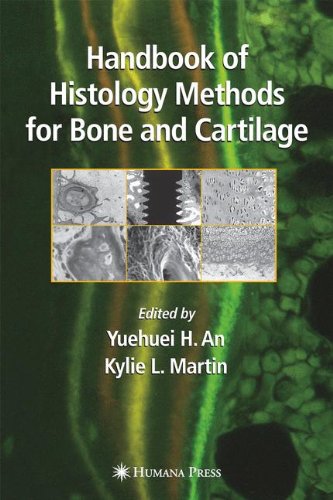 Handbook of
Histology Methods
for Bone and Cartilage
Edited by
Yuehuei H. An
Kylie L. Martin
HUMANA PRESS